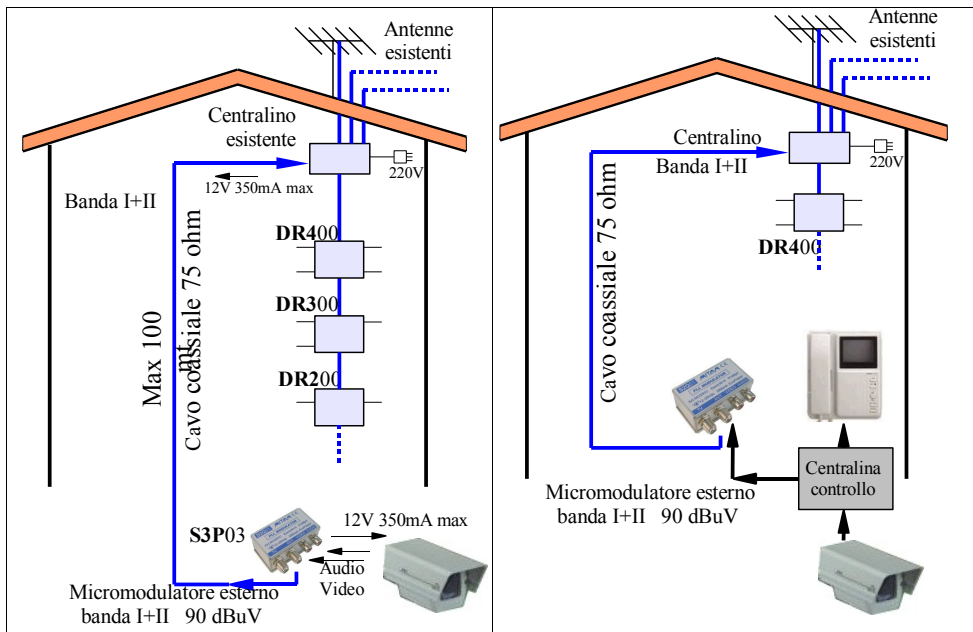 Antenne
esistenti
Centralino
esistente
220V
12V 350mA max
Banda I+II
Max 100
mt
Cavo coassiale 75 ohm
DR400
DR300
DR200
S3P03
12V 350mA max
Audio
Video
Micromodulatore esterno
banda I+II 90 dBuV
Antenne
esistenti
Centralino
Banda I+II
220V
Cavo coassiale 75 ohm
DR400
Micromodulatore esterno
banda I+II 90 dBuV
Centralina
controllo